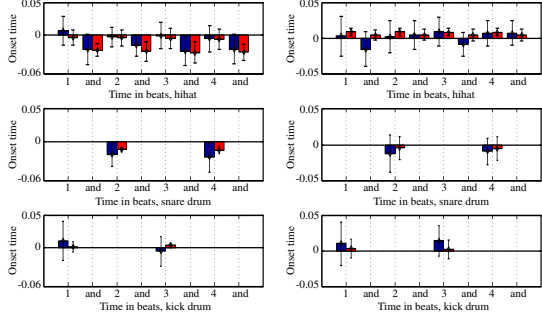 0.05
0
-0.06
Onset time
1 and 2 and 3 and 4 and
Time in beats, hihat
0.05
0
-0.05
Onset time
1 and 2 and 3 and 4 and
Time in beats, hihat
0.05
0
-0.06
Onset time
1 and 2 and 3 and 4 and
Time in beats, snare drum
0.05
0
-0.05
Onset time
1 and 2 and 3 and 4 and
Time in beats, snare drum
0.05
0
-0.06
Onset time
1 and 2 and 3 and 4 and
Time in beats, kick drum
0.05
0
-0.05
Onset time
1 and 2 and 3 and 4 and
Time in beats, kick drum